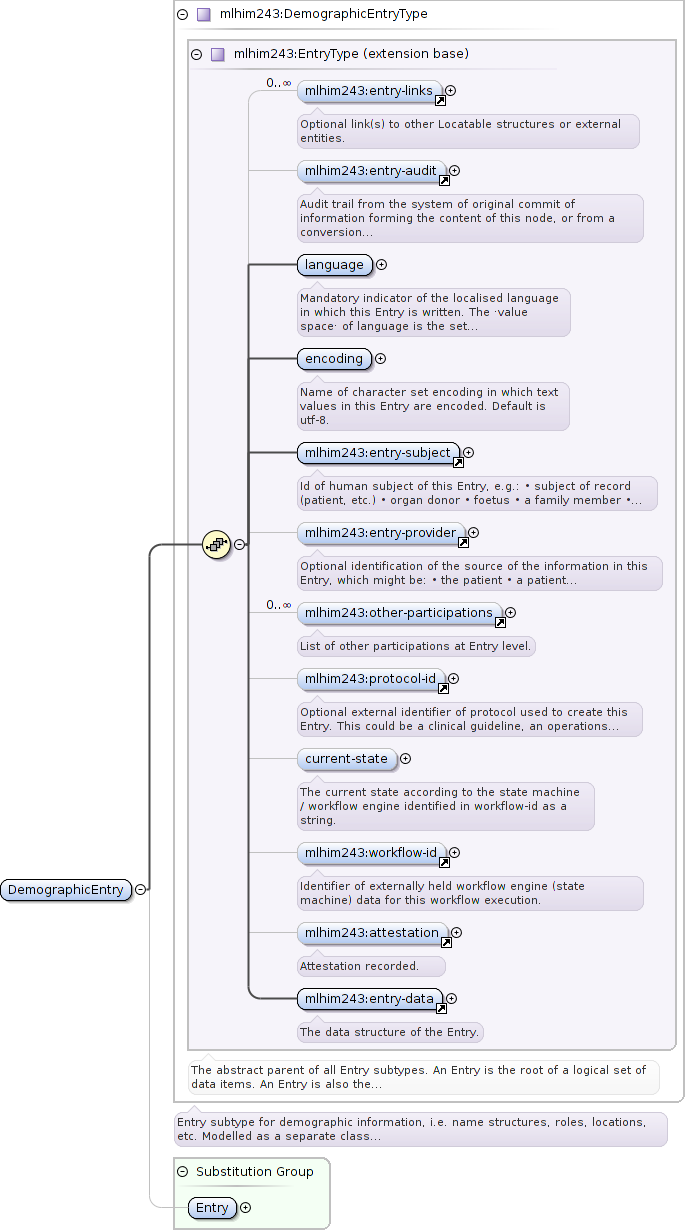 mlhim243:DemographicEntryType
mlhim243:EntryType (extension base)
0..∞
mlhim243:entry-links
Optional link(s) to other Locatable structures or external
entities.
mlhim243:entry-audit
Audit trail from the system of original commit of
information forming the content of this node, or from a
conversion...
language
Mandatory indicator of the localised language
in which this Entry is written. The ·value
space· of language is the set...
encoding
Name of character set encoding in which text
values in this Entry are encoded. Default is
utf-8.
mlhim243:entry-subject
Id of human subject of this Entry, e.g.: • subject of record
(patient, etc.) • organ donor • foetus • a family member •...
mlhim243:entry-provider
Optional identification of the source of the information in this
Entry, which might be: • the patient • a patient...
0..∞
mlhim243:other-participations
List of other participations at Entry level.
mlhim243:protocol-id
Optional external identifier of protocol used to create this
Entry. This could be a clinical guideline, an operations...
current-state
The current state according to the state machine
/ workflow engine identified in workflow-id as a
string.
mlhim243:workflow-id
Identifier of externally held workflow engine (state
machine) data for this workflow execution.
DemographicEntry
mlhim243:attestation
Attestation recorded.
mlhim243:entry-data
The data structure of the Entry.
The abstract parent of all Entry subtypes. An Entry is the root of a logical set of
data items. An Entry is also the...
Entry subtype for demographic information, i.e. name structures, roles, locations,
etc. Modelled as a separate class...
Substitution Group
Entry